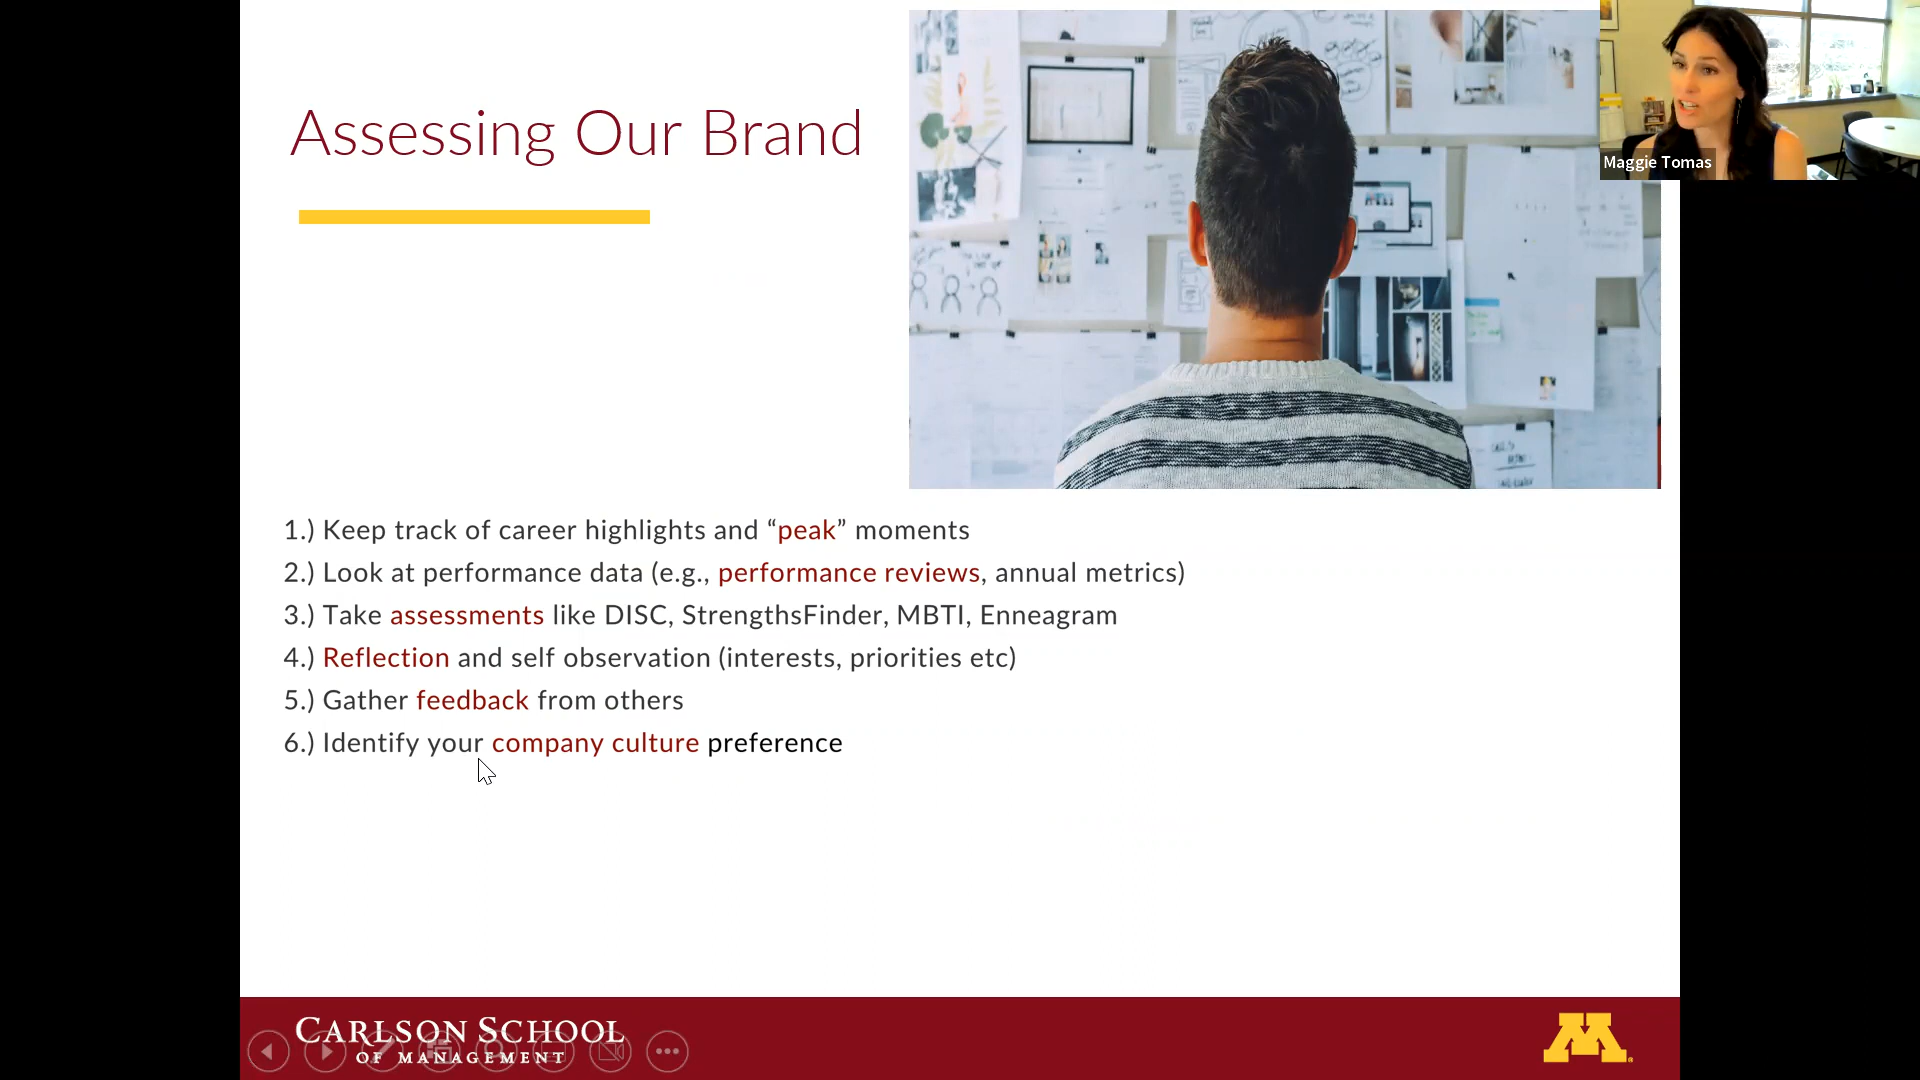 Assessing Our Brand
Maggie Tomas
1.) Keep track of career highlights and “peak” moments
2.) Look at performance data (e.g., performance reviews, annual metrics)
3.) Take assessments like DISC, StrengthsFinder, MBTI, Enneagram
4.) Reflection and self observation (interests, priorities etc)
5.) Gather feedback from others
6.) Identify your company culture preference
CARLSON SCHOOL
OF MANAGEMENT
M